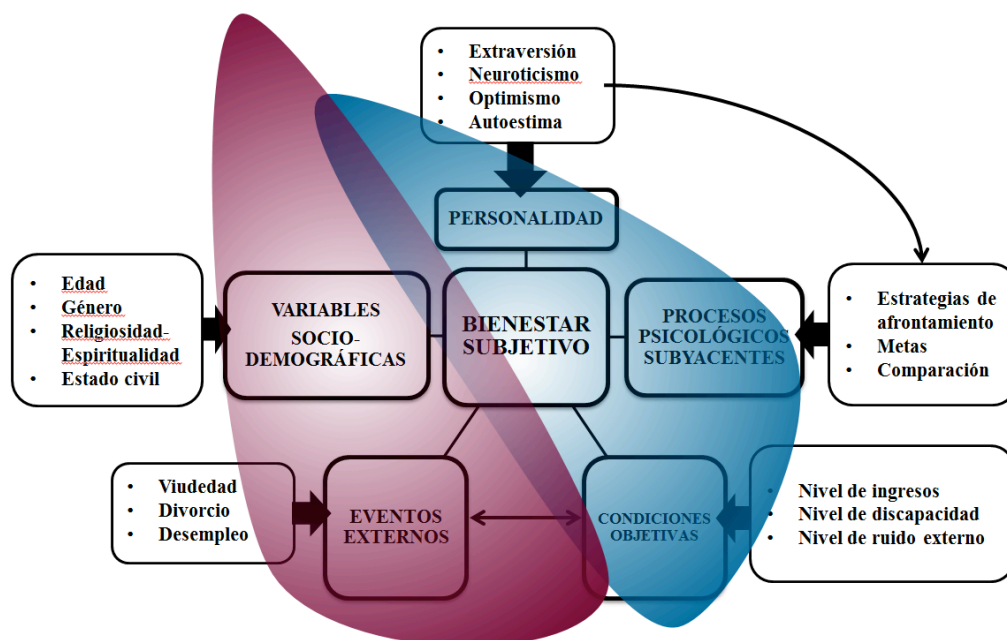 • Extraversión
• Neuroticismo
• Optimismo
• Autoestima
PERSONALIDAD
• Edad
• Género
• Religiosidad-
Espiritualidad
• Estado civil
VARIABLES
SOCIO-
DEMOGRÁFICAS
BIENESTAR
SUBJETIVO
PROCESOS
PSICOLÓGICOS
SUBYACENTES
• Estrategias de
afrontamiento
• Metas
• Comparación
• Viudedad
• Divorcio
• Desempleo
EVENTOS
EXTERNOS
CONDICIONES
OBJETIVAS
• Nivel de ingresos
• Nivel de discapacidad
• Nivel de ruido externo